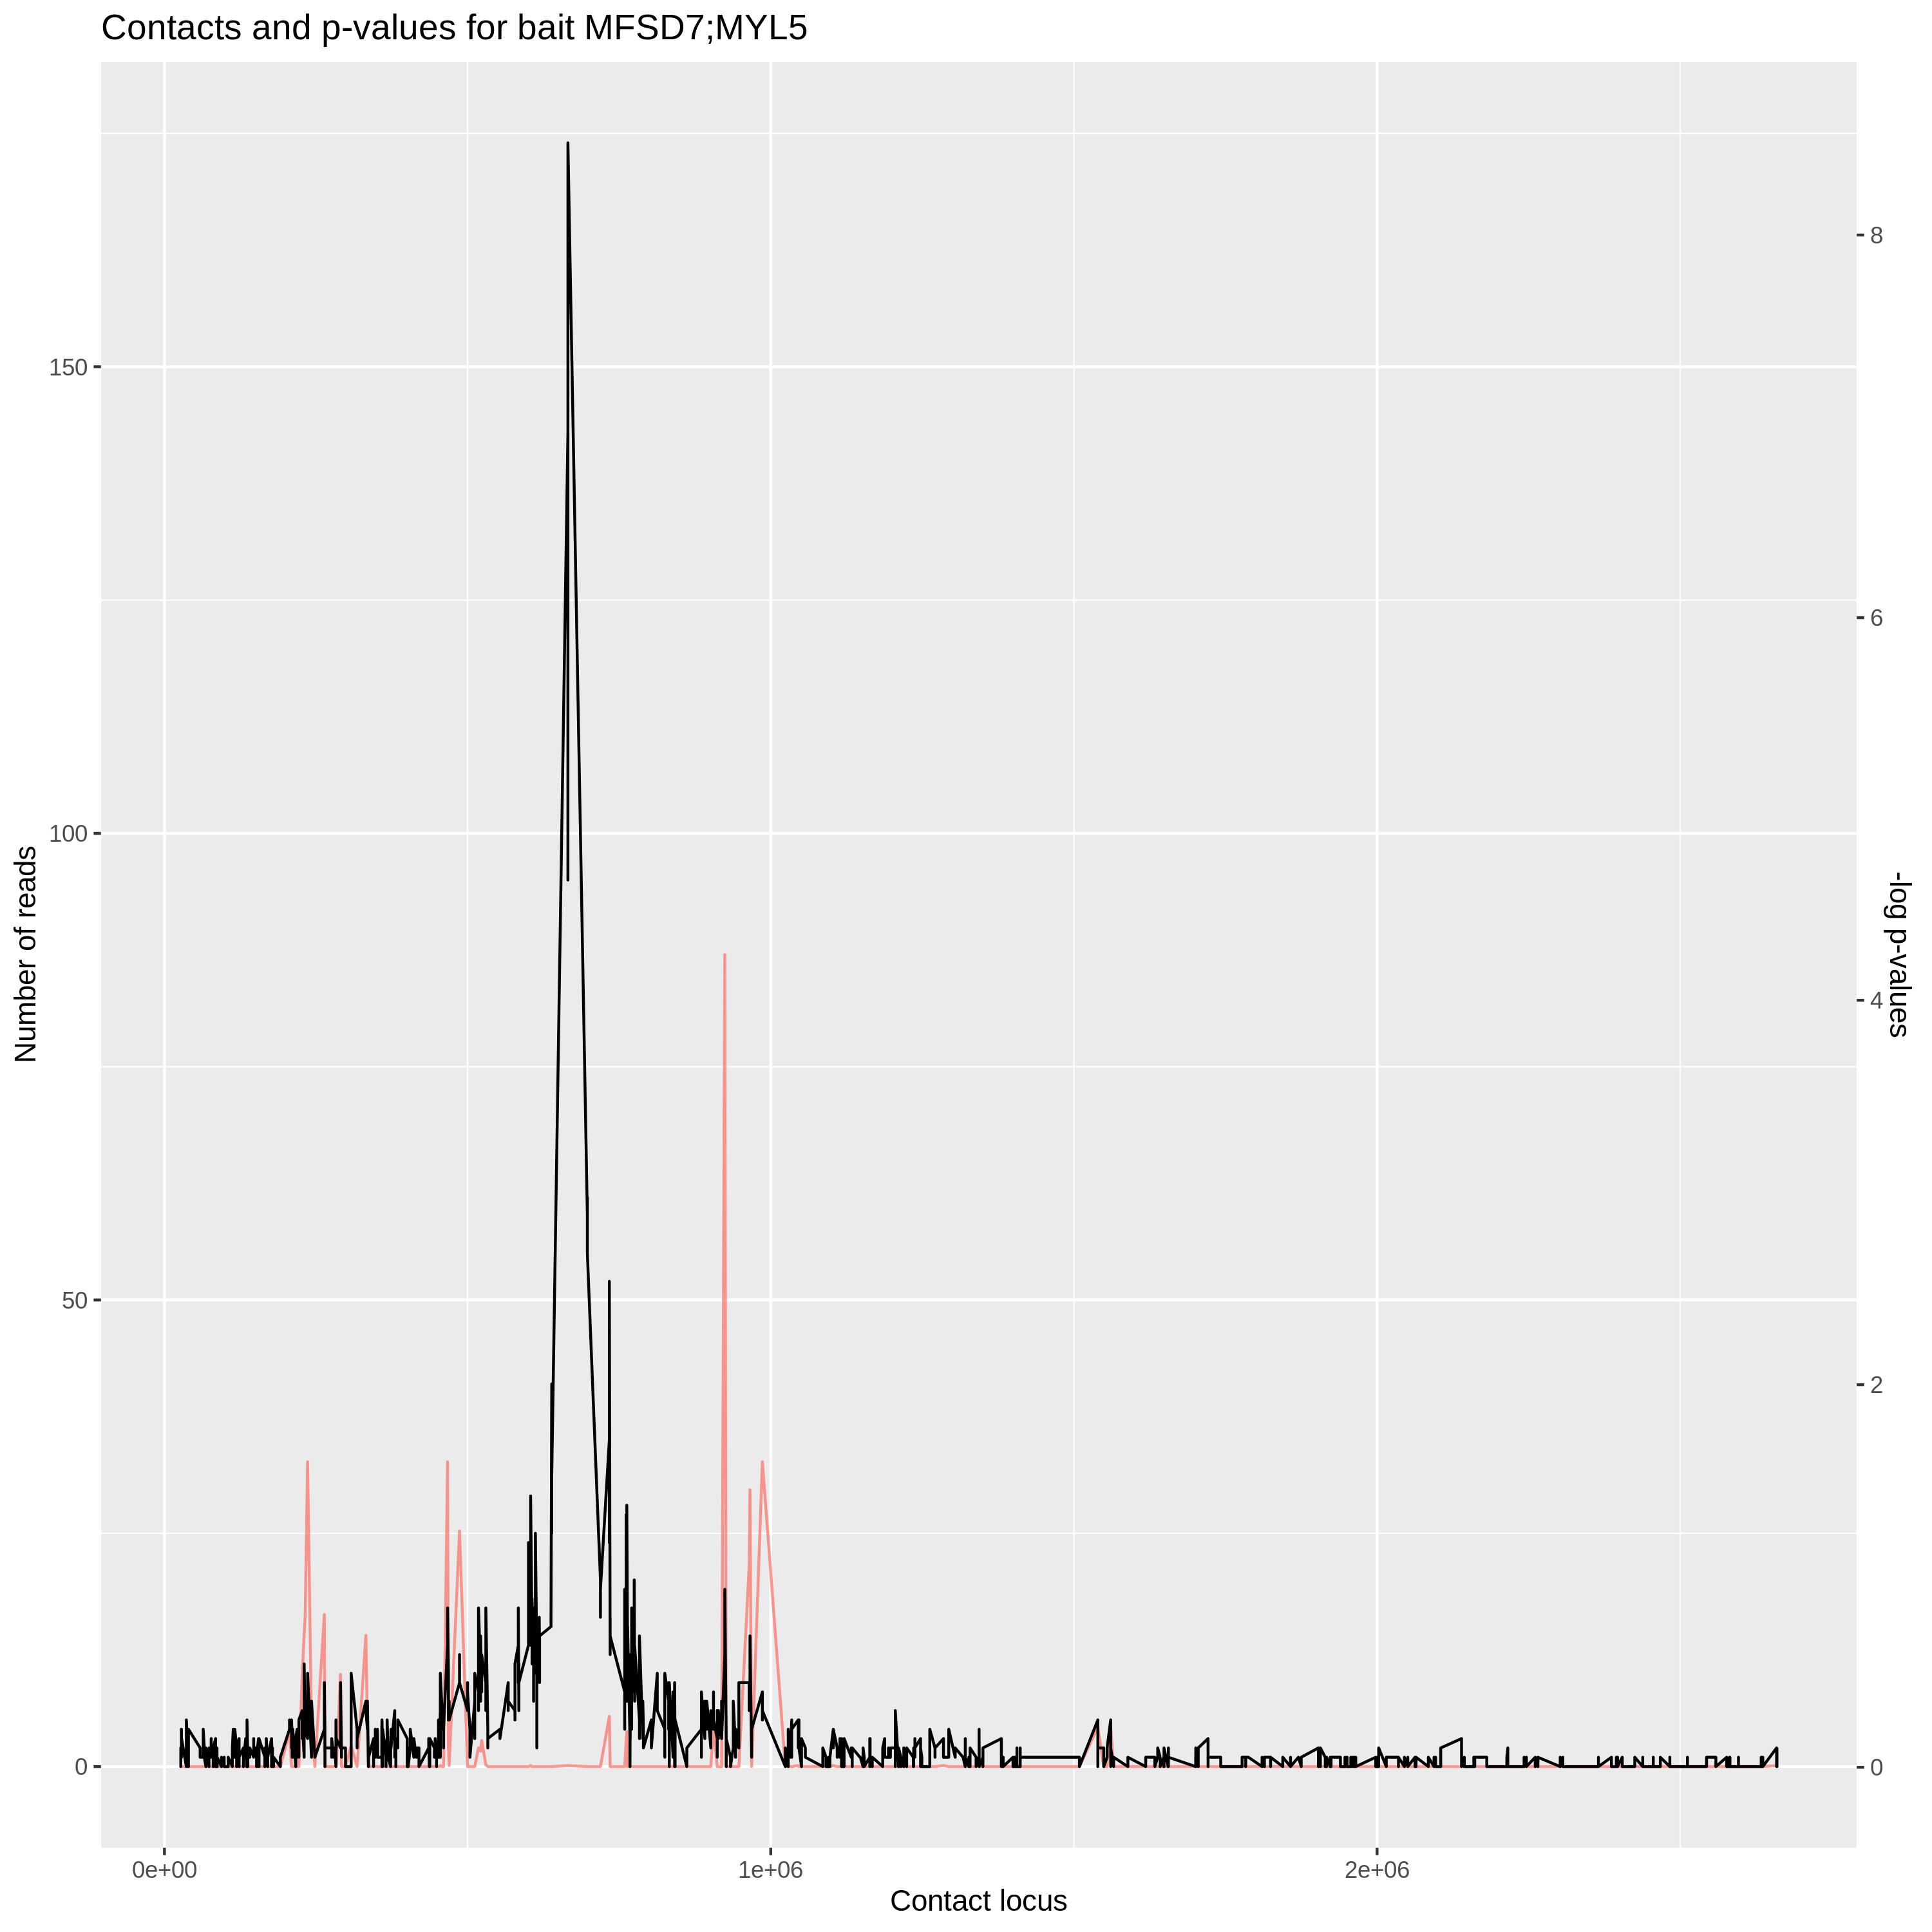 Contacts and p-values for bait MFSD7;MYL5
150
100
50
0
Number of reads
8
6
4
2
0
-log p-values
0e+00
1e+06
2e+06
Contact locus